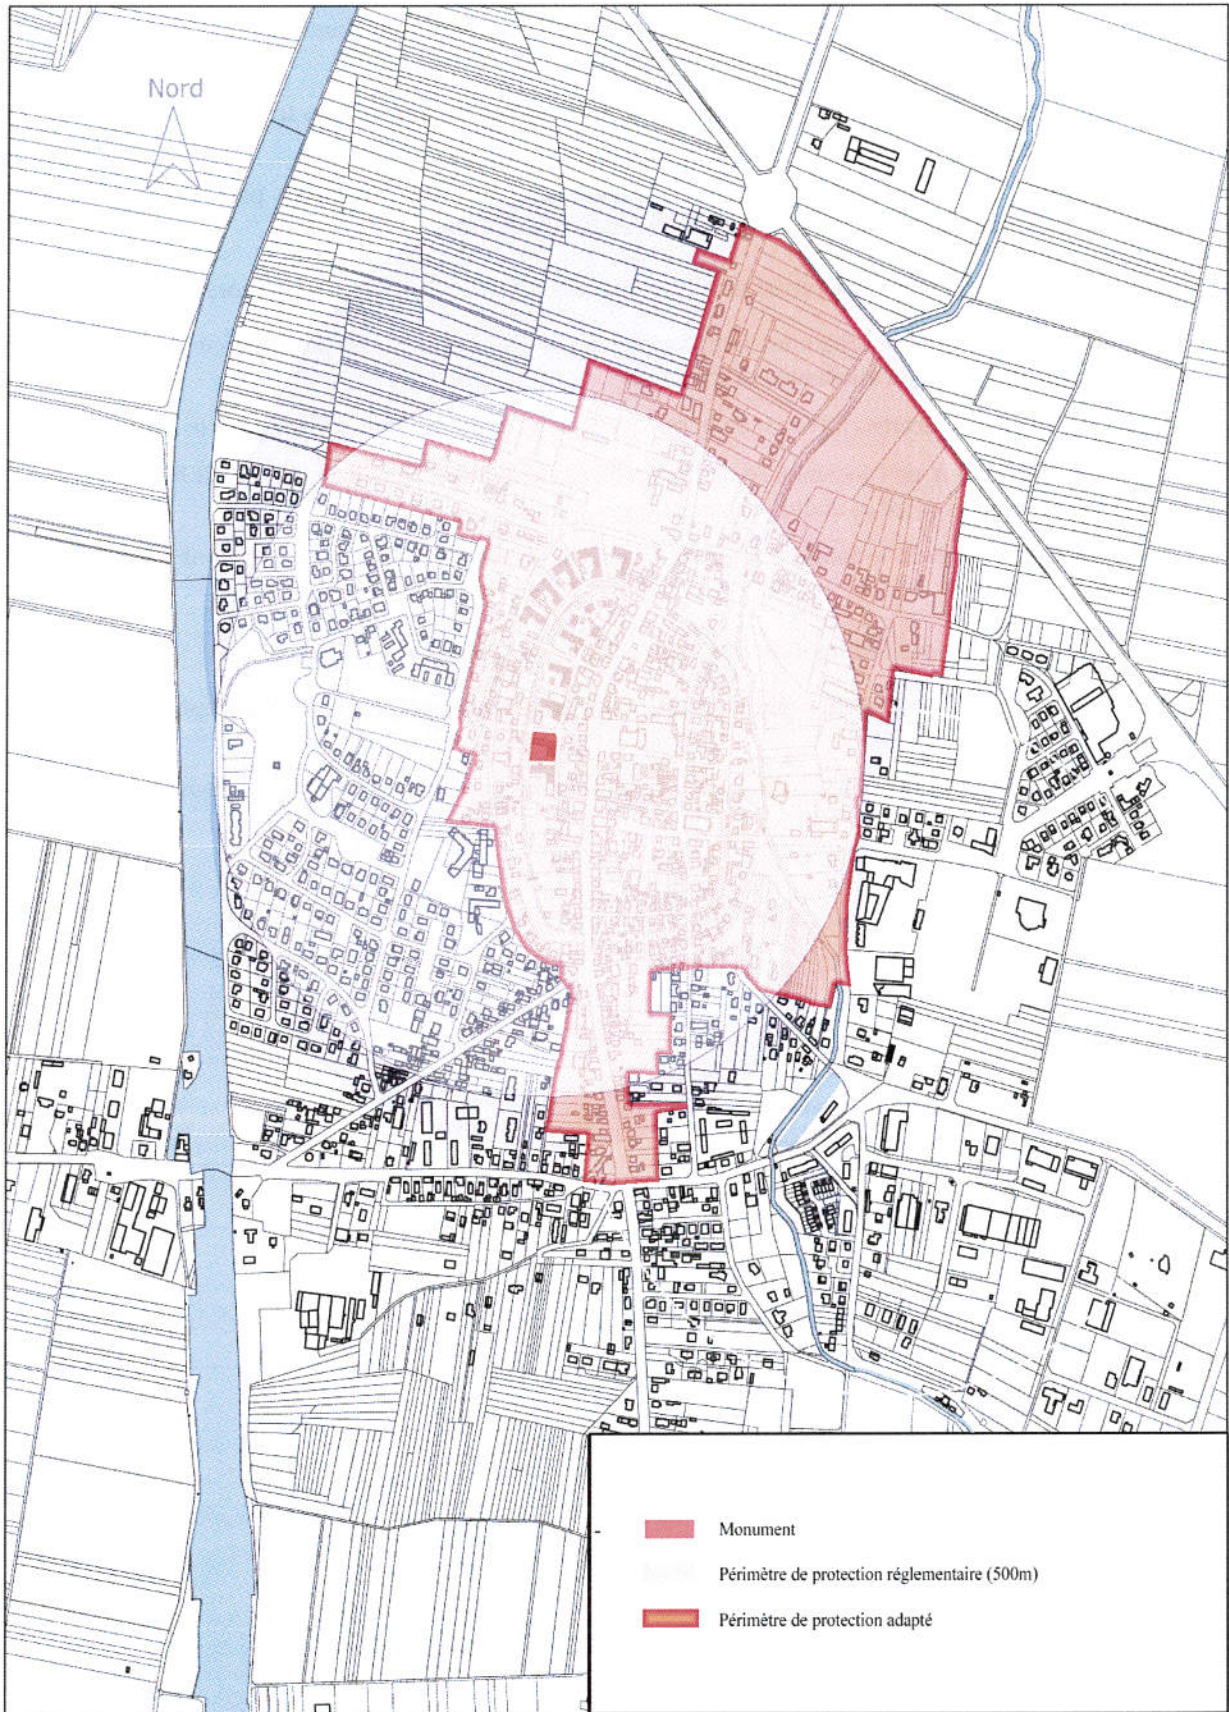 Nord
Monument
Périmètre de protection réglementaire (500m)
Périmètre de protection adapté